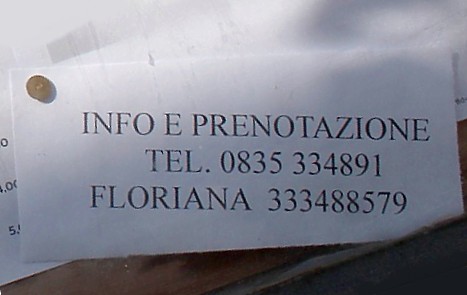 INFO E PRENOTAZIONE
TEL. 0835 334891
FLORIANA 333488579